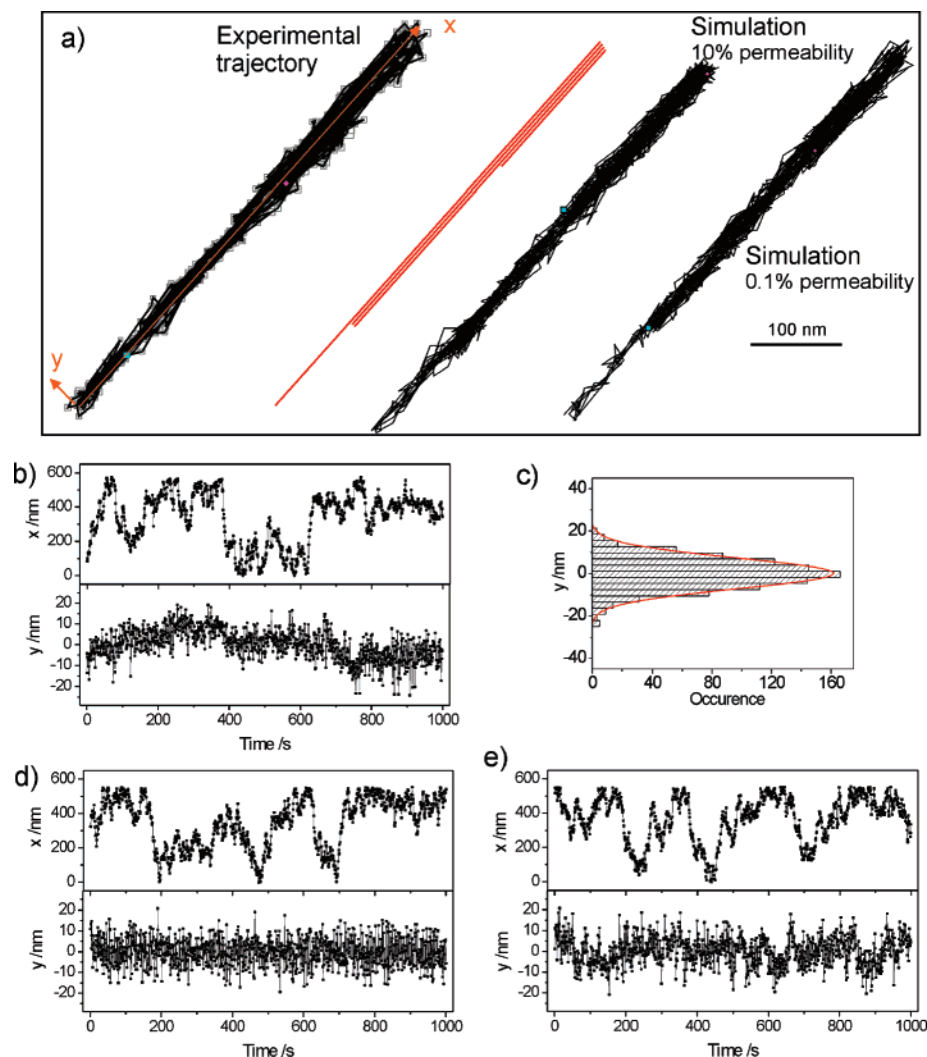 a)
Experimental
trajectory
x
y
Simulation
10% permeability
Simulation
0.1% permeability
100 nm
b)
600
400
200
0
x /nm
20
10
0
-10
-20
y /nm
0 200 400 600 800 1000
Time /s
c)
40
20
0
-20
-40
y /nm
0 40 80 120 160
Occurence
d)
600
400
200
0
x /nm
20
10
0
-10
-20
y /nm
0 200 400 600 800 1000
Time /s
e)
600
400
200
0
x /nm
20
10
0
-10
-20
y /nm
0 200 400 600 800 1000
Time /s